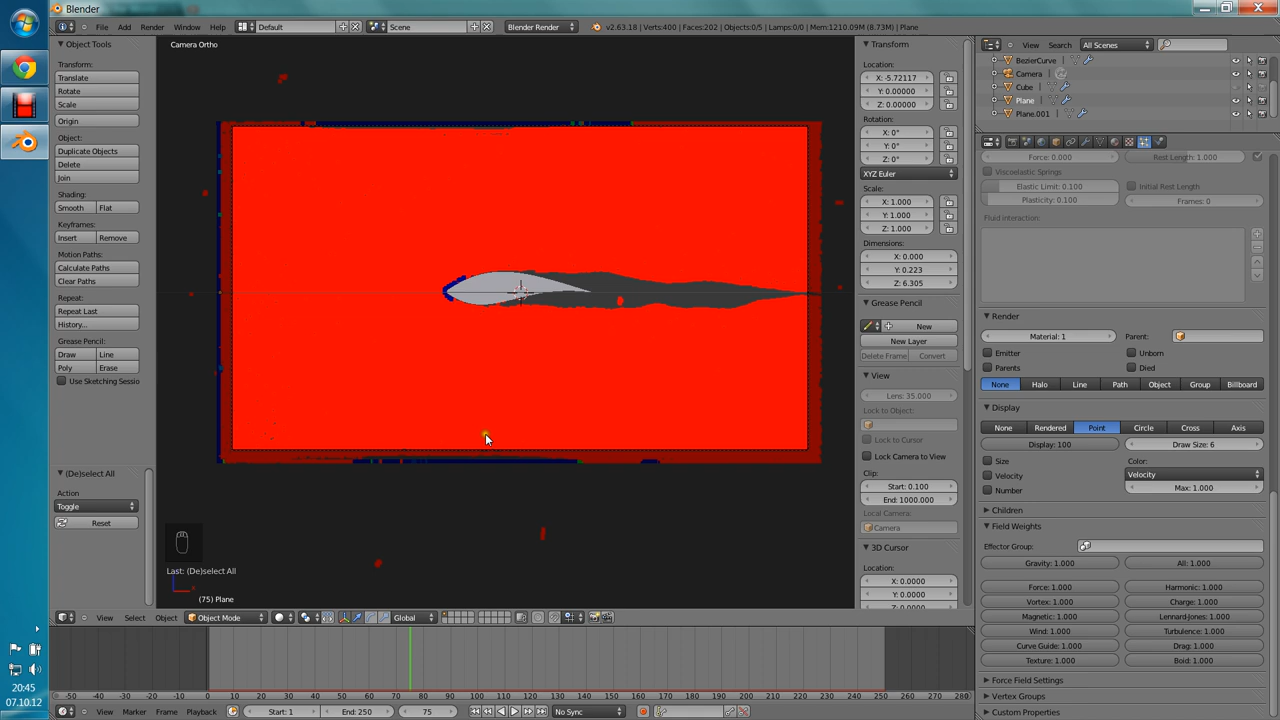 Blender
File Add Render Window Help Default Scene Blender Render v2.63.18 | Verts:400 | Faces:202 | Objects:0/5 | Lamps:0/0 | Mem:1210.09M (8.73M) | Plane
Object Tools
Transform:
Translate
Rotate
Scale
Origin
Object:
Duplicate Objects
Delete
Join
Shading:
Smooth Flat
Keyframes:
Insert Remove
Motion Paths:
Calculate Paths
Clear Paths
Repeat:
Repeat Last
History...
Grease Pencil:
Draw Line
Poly Erase
Use Sketching Sessio
(De)select All
Action
Toggle
Reset
Camera Ortho
Last: (De)select All
(75) Plane
Transform
Location:
X: -5.72117
Y: 0.00000
Z: 0.00000
Rotation:
X: 0°
Y: 0°
Z: 0°
XYZ Euler
Scale:
X: 1.000
Y: 1.000
Z: 1.000
Dimensions:
X: 0.000
Y: 0.223
Z: 6.305
Grease Pencil
New
New Layer
Delete Frame Convert
View
Lens: 35.000
Lock to Object:
Lock to Cursor
Lock Camera to View
Clip:
Start: 0.100
End: 1000.000
Local Camera:
Camera
3D Cursor
Location:
X: 0.0000
Y: 0.0000
Z: 0.0000
View Search All Scenes
BezierCurve
Camera
Cube
Plane
Plane.001
Force: 0.000 Rest Length: 1.000
Viscoelastic Springs
Elastic Limit: 0.100 Initial Rest Length
Plasticity: 0.100 Frames: 0
Fluid interaction:
Render
Material: 1 Parent:
Emitter Unborn
Parents Died
None Halo Line Path Object Group Billboard
Display
None Rendered Point Circle Cross Axis
Display: 100 Draw Size: 6
Size Color:
Velocity Velocity
Number Max: 1.000
Children
Field Weights
Effector Group:
Gravity: 1.000 All: 1.000
Force: 1.000 Harmonic: 1.000
Vortex: 1.000 Charge: 1.000
Magnetic: 1.000 Lennard-Jones: 1.000
Wind: 1.000 Turbulence: 1.000
Curve Guide: 1.000 Drag: 1.000
Texture: 1.000 Boid: 1.000
Force Field Settings
Vertex Groups
Custom Properties
View Select Object Object Mode Global
-50 -40 -30 -20 -10 0 10 20 30 40 50 60 70 80 90 100 110 120 130 140 150 160 170 180 190 200 210 220 230 240 250 260 270 280
View Marker Frame Playback Start: 1 End: 250 75 No Sync
20:45
07.10.12